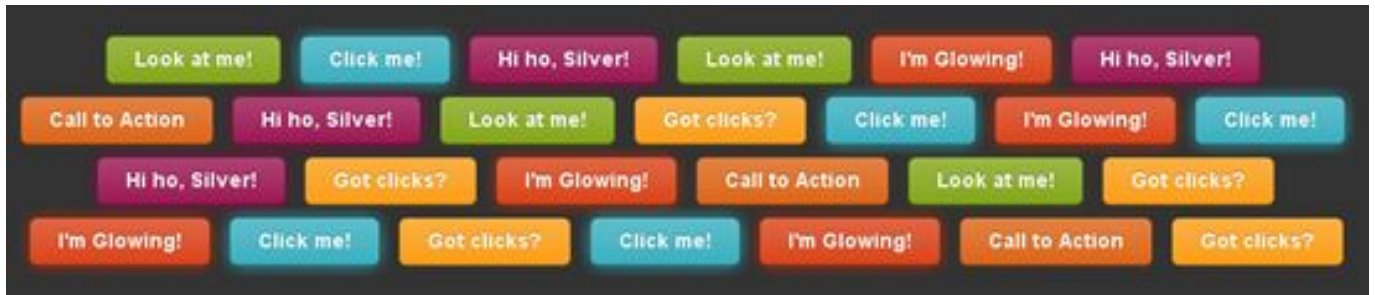 Look at me! Click me! Hi ho, Silver! Look at me! I'm Glowing! Hi ho, Silver!
Call to Action Hi ho, Silver! Look at me! Got clicks? Click me! I'm Glowing! Click me!
Hi ho, Silver! Got clicks? I'm Glowing! Call to Action Look at me! Got clicks?
I'm Glowing! Click me! Got clicks? Click me! I'm Glowing! Call to Action Got clicks?